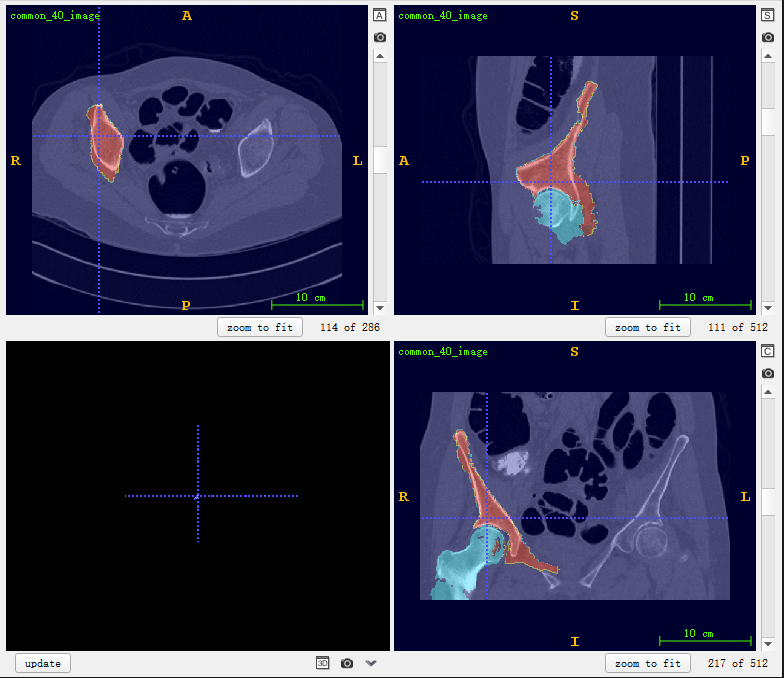 common_40_image
A
A
R
L
P
10 cm
zoom to fit
114 of 286
common_40_image
S
S
A
P
I
10 cm
zoom to fit
111 of 512
update
3D
common_40_image
S
C
R
L
I
10 cm
zoom to fit
217 of 512